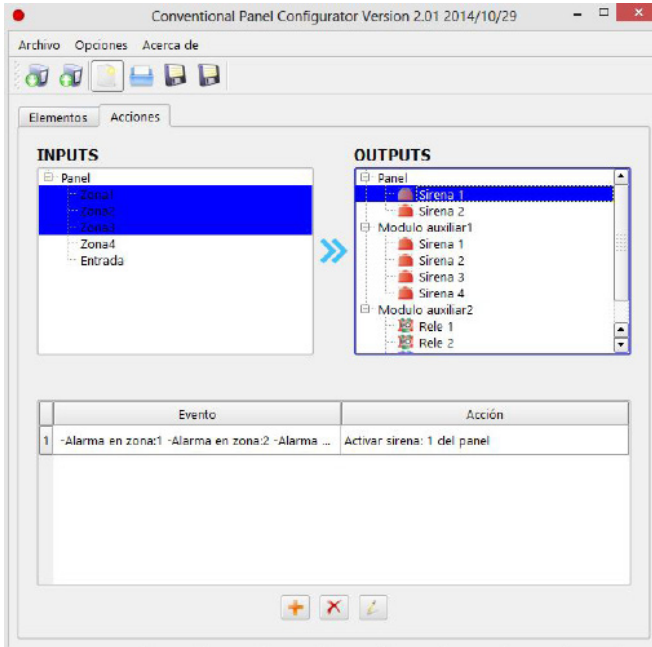 Conventional Panel Configurator Version 2.01 2014/10/29
Archivo Opciones Acerca de
Elementos Acciones
INPUTS
Panel
Zona1
Zona2
Zona3
Zona4
Entrada
OUTPUTS
Panel
Sirena 1
Sirena 2
Modulo auxiliar1
Sirena 1
Sirena 2
Sirena 3
Sirena 4
Modulo auxiliar2
Rele 1
Rele 2
Evento Acción
1 -Alarma en zona:1 -Alarma en zona:2 -Alarma ... Activar sirena: 1 del panel